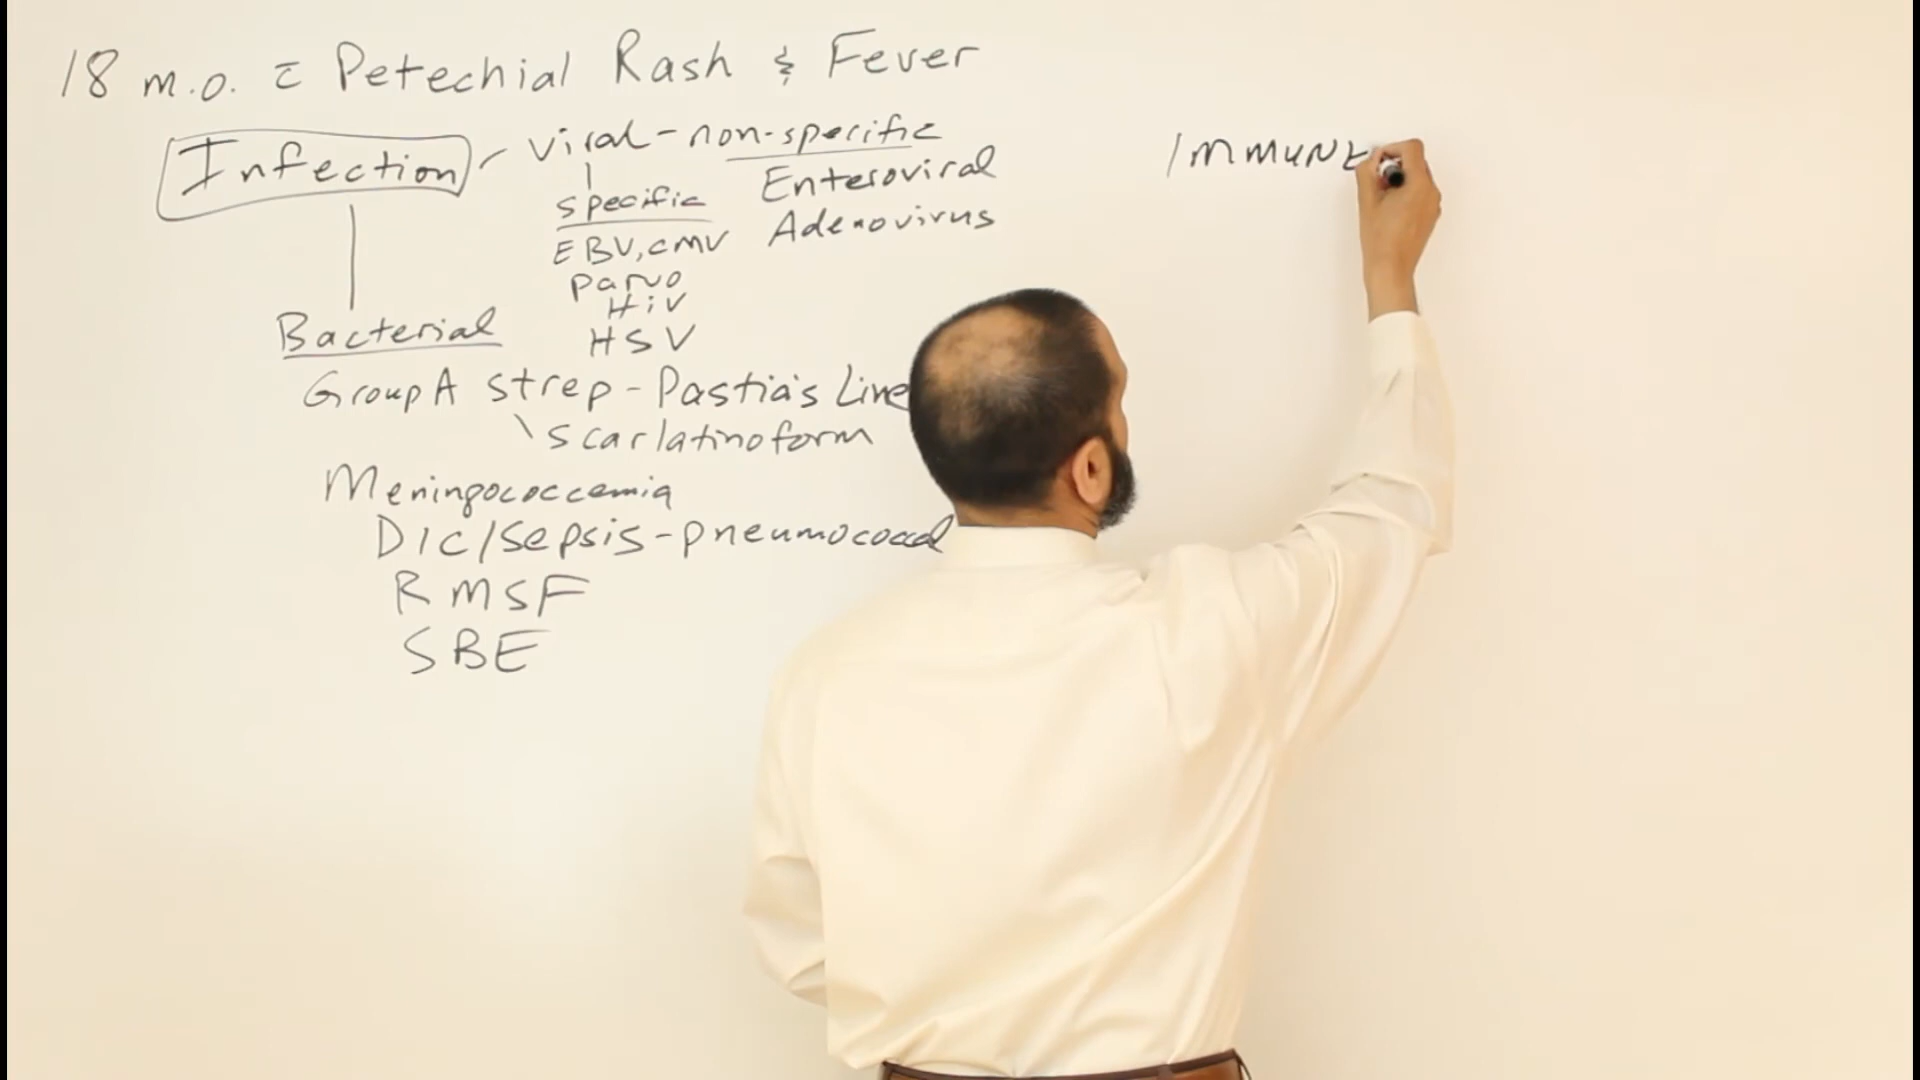 18 m.o. c̄ Petechial Rash & Fever
Infection - Viral - non-specific
Enteroviral
Adenovirus
specific
EBV, CMV
Parvo
HiV
HSV
Bacterial
Group A strep - Pastia's Line
\ scarlatinoform
Meningococcemia
DIC/Sepsis - pneumococcal
RMSF
SBE
IMMUNE